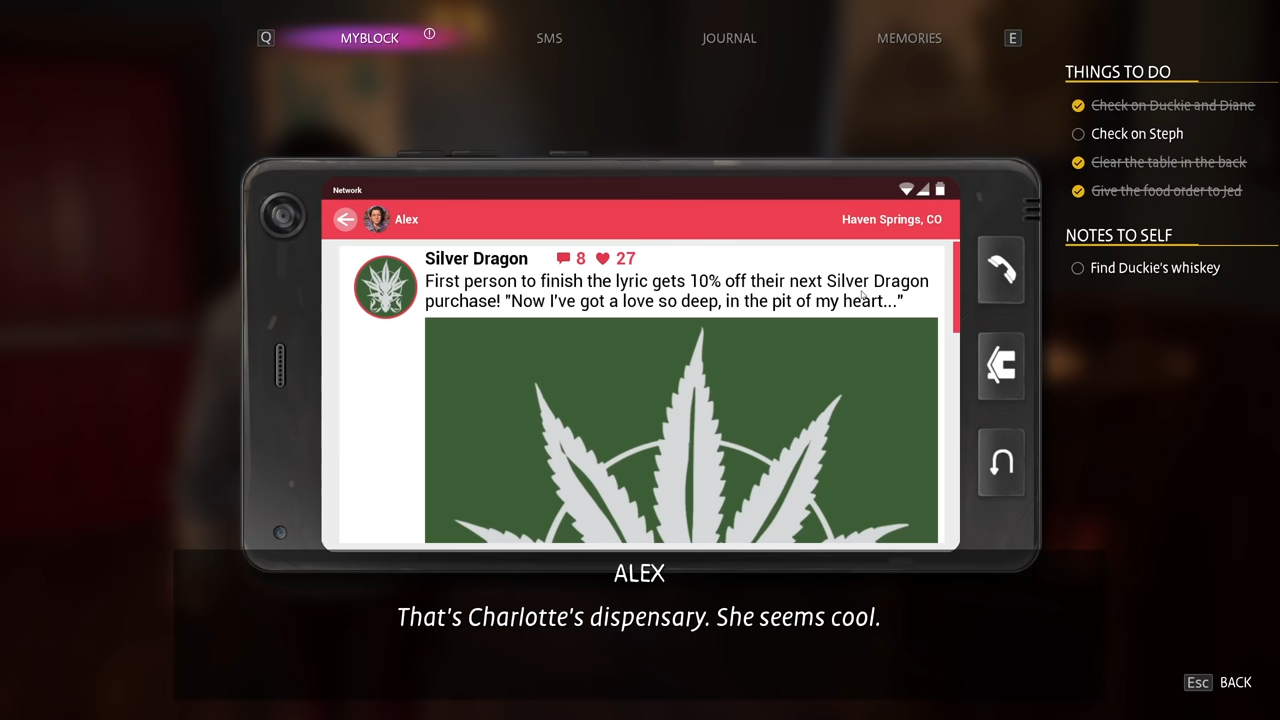 Q
MYBLOCK
SMS
JOURNAL
MEMORIES
E
THINGS TO DO
Check on Duckie and Diane
Check on Steph
Clear the table in the back
Give the food order to Jed
NOTES TO SELF
Find Duckie's whiskey
Network
Alex
Haven Springs, CO
Silver Dragon 8 27
First person to finish the lyric gets 10% off their next Silver Dragon
purchase! "Now I've got a love so deep, in the pit of my heart..."
ALEX
That's Charlotte's dispensary. She seems cool.
Esc BACK